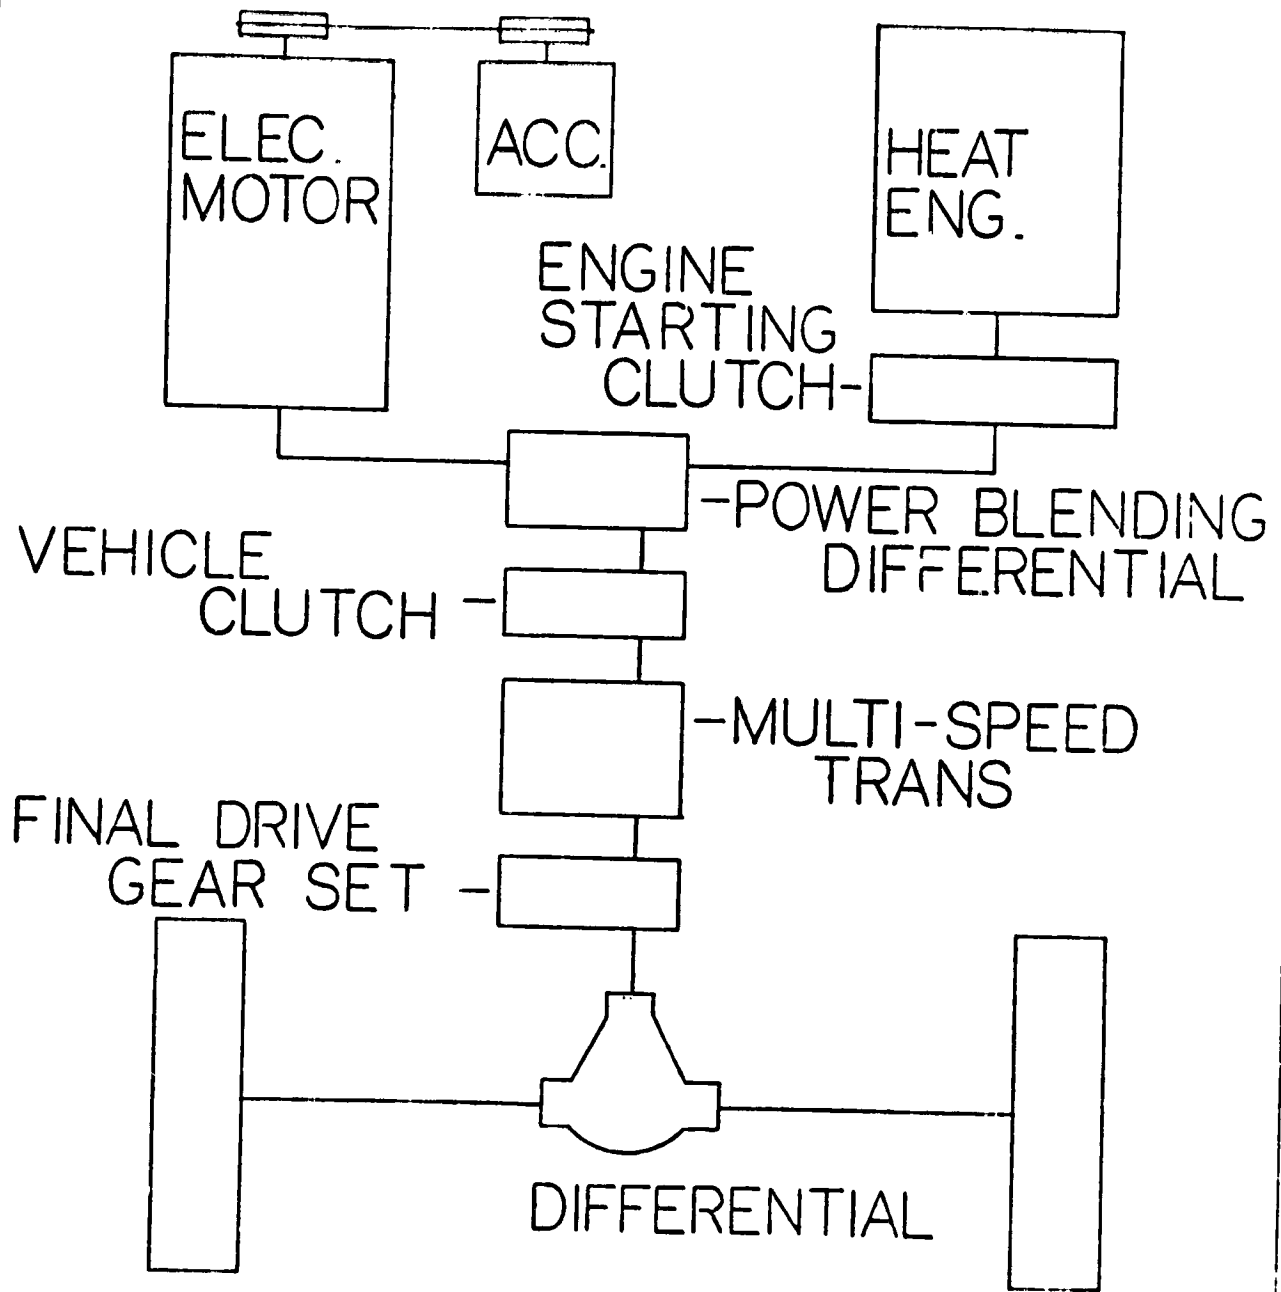 ELEC.
MOTOR
ACC.
HEAT
ENG.
ENGINE
STARTING
CLUTCH-
-POWER BLENDING
DIFFERENTIAL
VEHICLE
CLUTCH -
-MULTI-SPEED
TRANS
FINAL DRIVE
GEAR SET -
DIFFERENTIAL